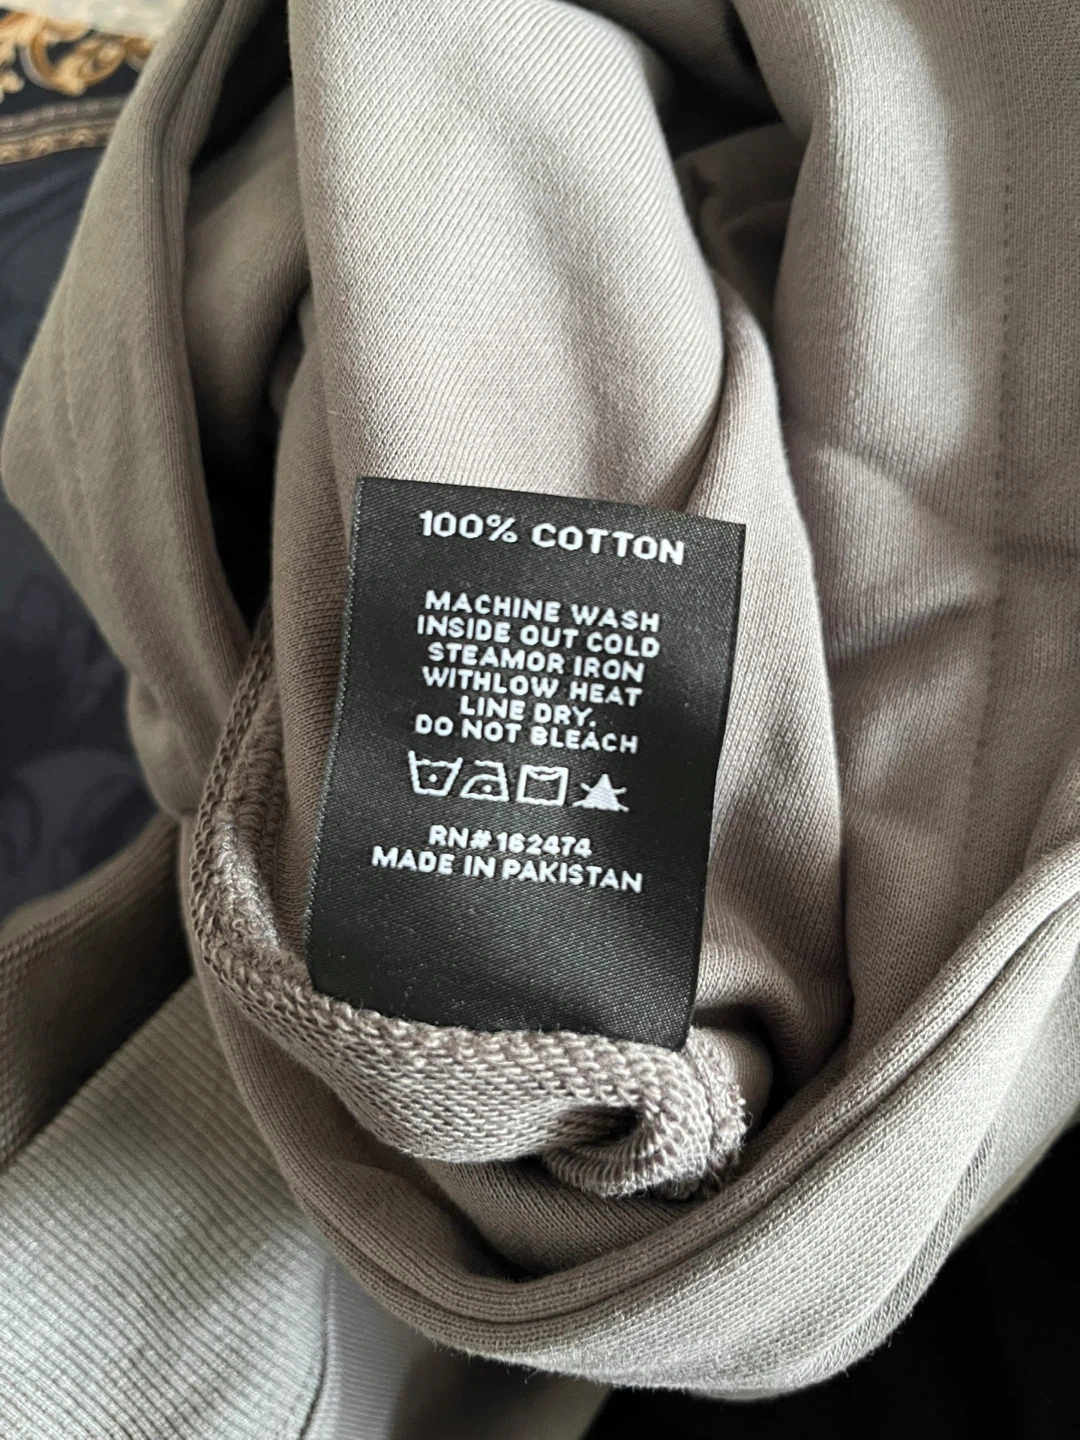 100% COTTON
MACHINE WASH
INSIDE OUT COLD
STEAMOR IRON
WITHLOW HEAT
LINE DRY.
DO NOT BLEACH
RN# 162474
MADE IN PAKISTAN